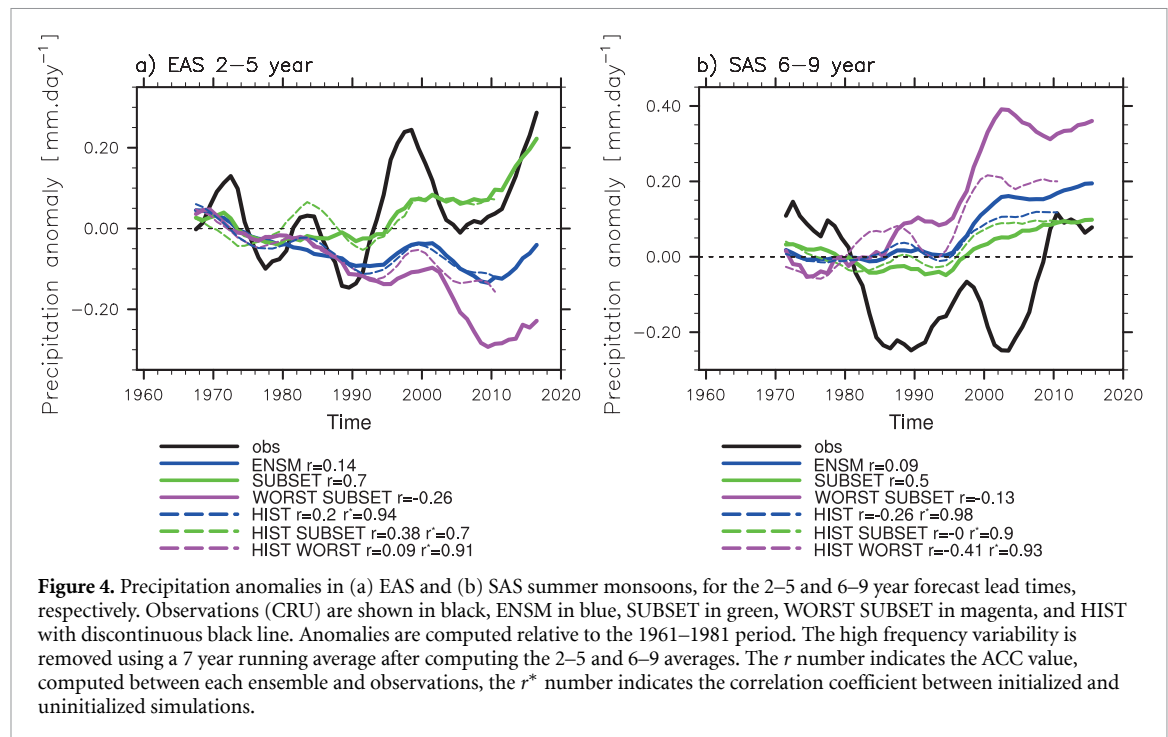 a) EAS 2−5 year
Precipitation anomaly [mm.day−1]
0.20
0.00
−0.20
1960 1970 1980 1990 2000 2010 2020
Time
obs
ENSM r=0.14
SUBSET r=0.7
WORST SUBSET r=-0.26
HIST r=0.2 r*=0.94
HIST SUBSET r=0.38 r*=0.7
HIST WORST r=0.09 r*=0.91
b) SAS 6−9 year
Precipitation anomaly [mm.day−1]
0.40
0.20
0.00
−0.20
1960 1970 1980 1990 2000 2010 2020
Time
obs
ENSM r=0.09
SUBSET r=0.5
WORST SUBSET r=-0.13
HIST r=-0.26 r*=0.98
HIST SUBSET r=-0 r*=0.9
HIST WORST r=-0.41 r*=0.93
Figure 4. Precipitation anomalies in (a) EAS and (b) SAS summer monsoons, for the 2–5 and 6–9 year forecast lead times,
respectively. Observations (CRU) are shown in black, ENSM in blue, SUBSET in green, WORST SUBSET in magenta, and HIST
with discontinuous black line. Anomalies are computed relative to the 1961–1981 period. The high frequency variability is
removed using a 7 year running average after computing the 2–5 and 6–9 averages. The r number indicates the ACC value,
computed between each ensemble and observations, the r* number indicates the correlation coefficient between initialized and
uninitialized simulations.